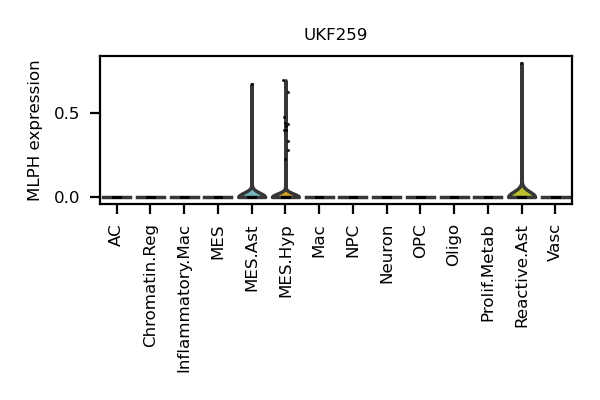 UKF259
MLPH expression
0.5
0.0
AC
Chromatin.Reg
Inflammatory.Mac
MES
MES.Ast
MES.Hyp
Mac
NPC
Neuron
OPC
Oligo
Prolif.Metab
Reactive.Ast
Vasc